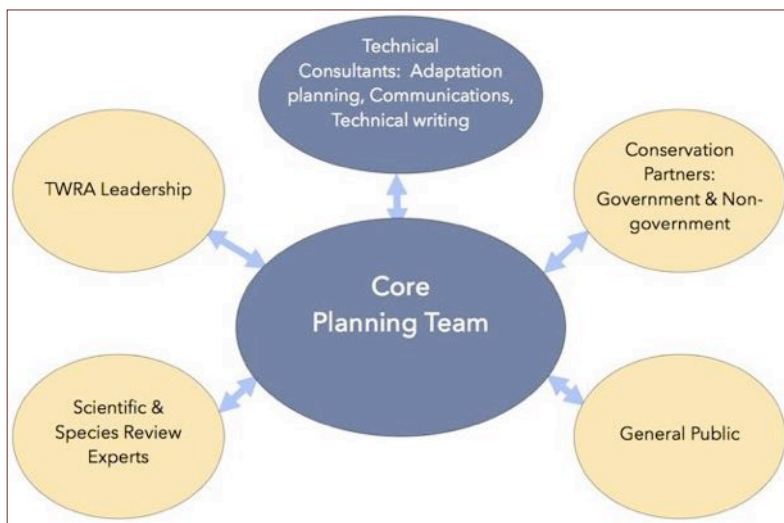 Technical
Consultants: Adaptation
planning, Communications,
Technical writing
TWRA Leadership
Conservation
Partners:
Government & Non-
government
Core
Planning Team
Scientific &
Species Review
Experts
General Public